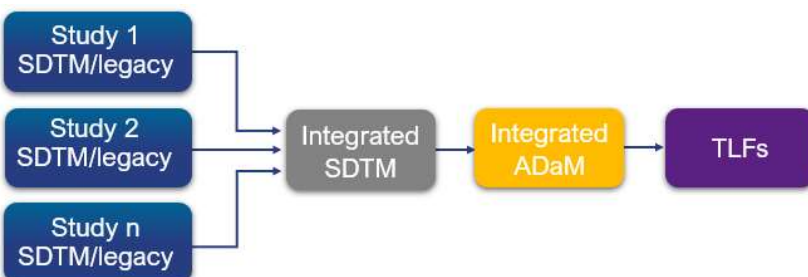 Study 1
SDTM/legacy
Study 2
SDTM/legacy
Study n
SDTM/legacy
Integrated
SDTM
Integrated
ADaM
TLFs